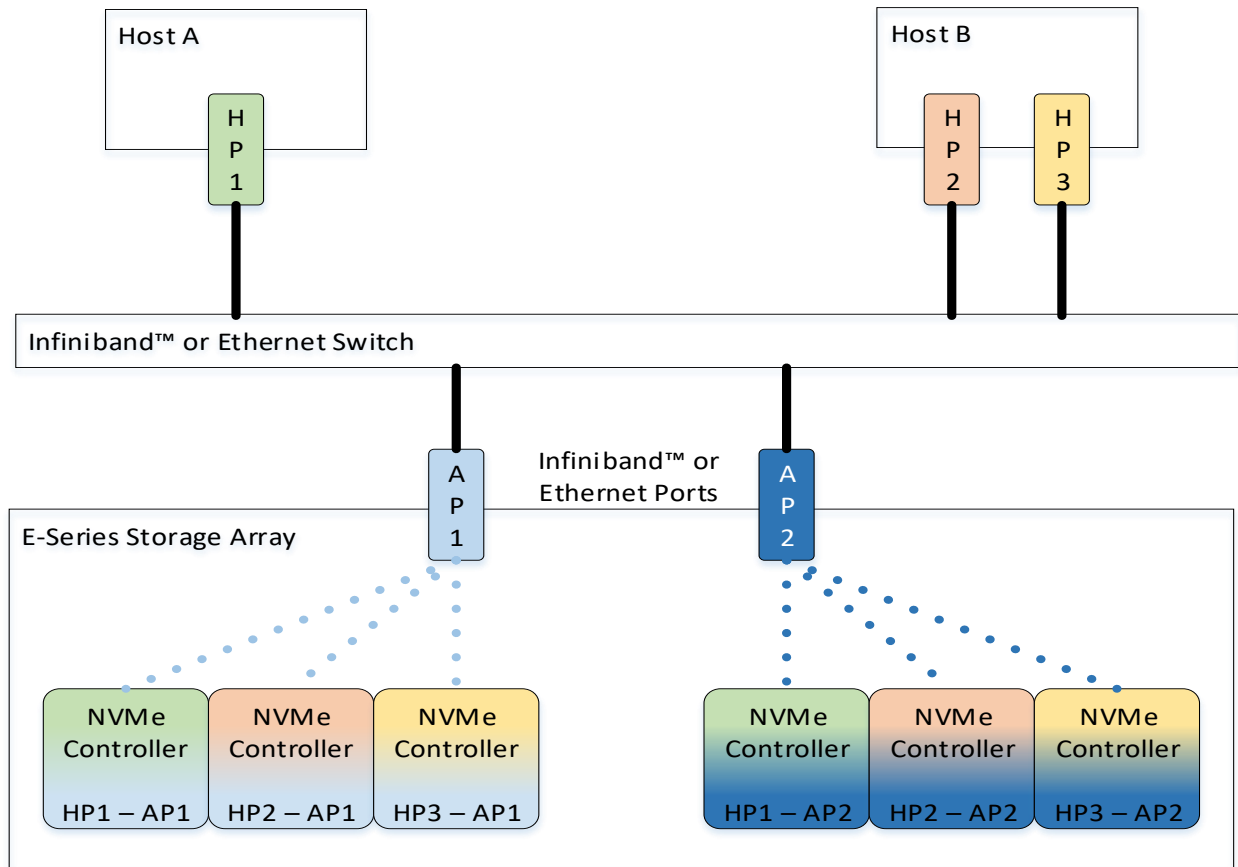 Host A
Host B
H
P
1
H
P
2
H
P
3
Infiniband™ or Ethernet Switch
A
P
1
Infiniband™ or
Ethernet Ports
A
P
2
E-Series Storage Array
NVMe
Controller
HP1 – AP1
NVMe
Controller
HP2 – AP1
NVMe
Controller
HP3 – AP1
NVMe
Controller
HP1 – AP2
NVMe
Controller
HP2 – AP2
NVMe
Controller
HP3 – AP2